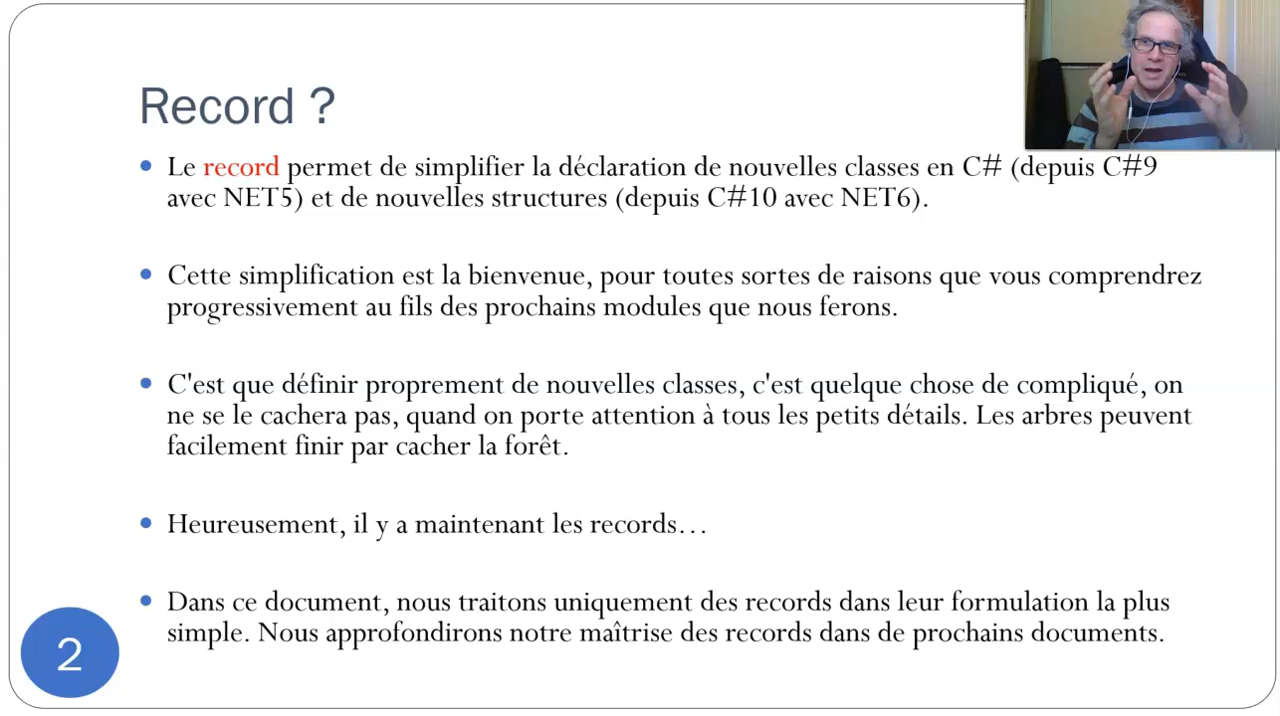 Record ?
Le record permet de simplifier la déclaration de nouvelles classes en C# (depuis C#9
avec NET5) et de nouvelles structures (depuis C#10 avec NET6).
Cette simplification est la bienvenue, pour toutes sortes de raisons que vous comprendrez
progressivement au fils des prochains modules que nous ferons.
C'est que définir proprement de nouvelles classes, c'est quelque chose de compliqué, on
ne se le cachera pas, quand on porte attention à tous les petits détails. Les arbres peuvent
facilement finir par cacher la forêt.
Heureusement, il y a maintenant les records…
Dans ce document, nous traitons uniquement des records dans leur formulation la plus
simple. Nous approfondirons notre maîtrise des records dans de prochains documents.
2